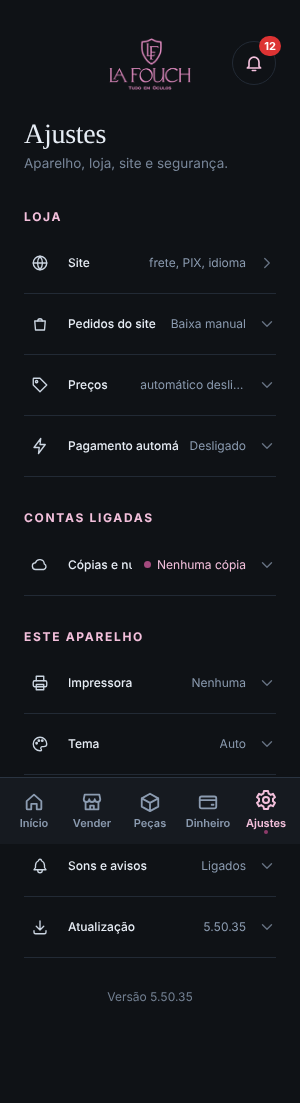 12
LF
LA FOUCH
TUDO EM ÓCULOS
Ajustes
Aparelho, loja, site e segurança.
LOJA
Site frete, PIX, idioma
Pedidos do site Baixa manual
Preços automático desli...
Pagamento automá Desligado
CONTAS LIGADAS
Cópias e nu Nenhuma cópia
ESTE APARELHO
Impressora Nenhuma
Tema Auto
Início Vender Peças Dinheiro Ajustes
Sons e avisos Ligados
Atualização 5.50.35
Versão 5.50.35